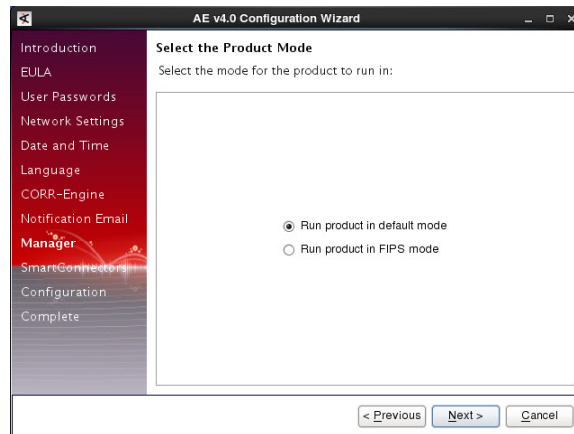 AE v4.0 Configuration Wizard
Introduction
EULA
User Passwords
Network Settings
Date and Time
Language
CORR-Engine
Notification Email
Manager
SmartConnectors
Configuration
Complete
Select the Product Mode
Select the mode for the product to run in:
Run product in default mode
Run product in FIPS mode
< Previous
Next >
Cancel